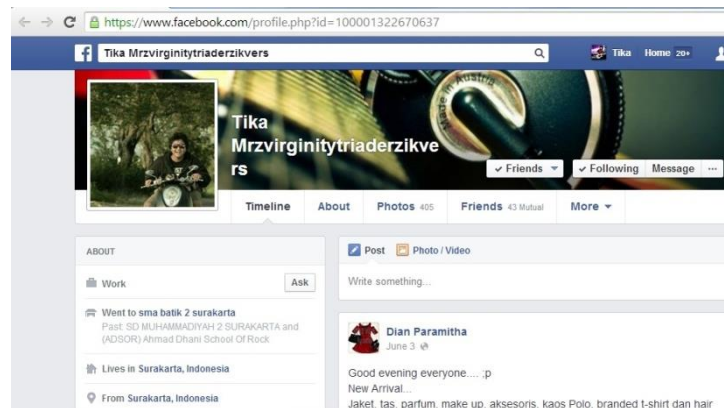 https://www.facebook.com/profile.php?id=100001322670637
Tika Mrzvirginitytriaderzikvers
Tika Home 20+
Made in Austria
Tika
Mrzvirginitytriaderzikve
rs
Friends Following Message ...
Timeline About Photos 405 Friends 43 Mutual More
ABOUT
Work Ask
Went to sma batik 2 surakarta
Past: SD MUHAMMADIYAH 2 SURAKARTA and
(ADSOR) Ahmad Dhani School Of Rock
Lives in Surakarta, Indonesia
From Surakarta, Indonesia
Post Photo / Video
Write something...
Dian Paramitha
June 3
Good evening everyone.... :p
New Arrival...
Jaket, tas, parfum, make up, aksesoris, kaos Polo, branded t-shirt dan hair